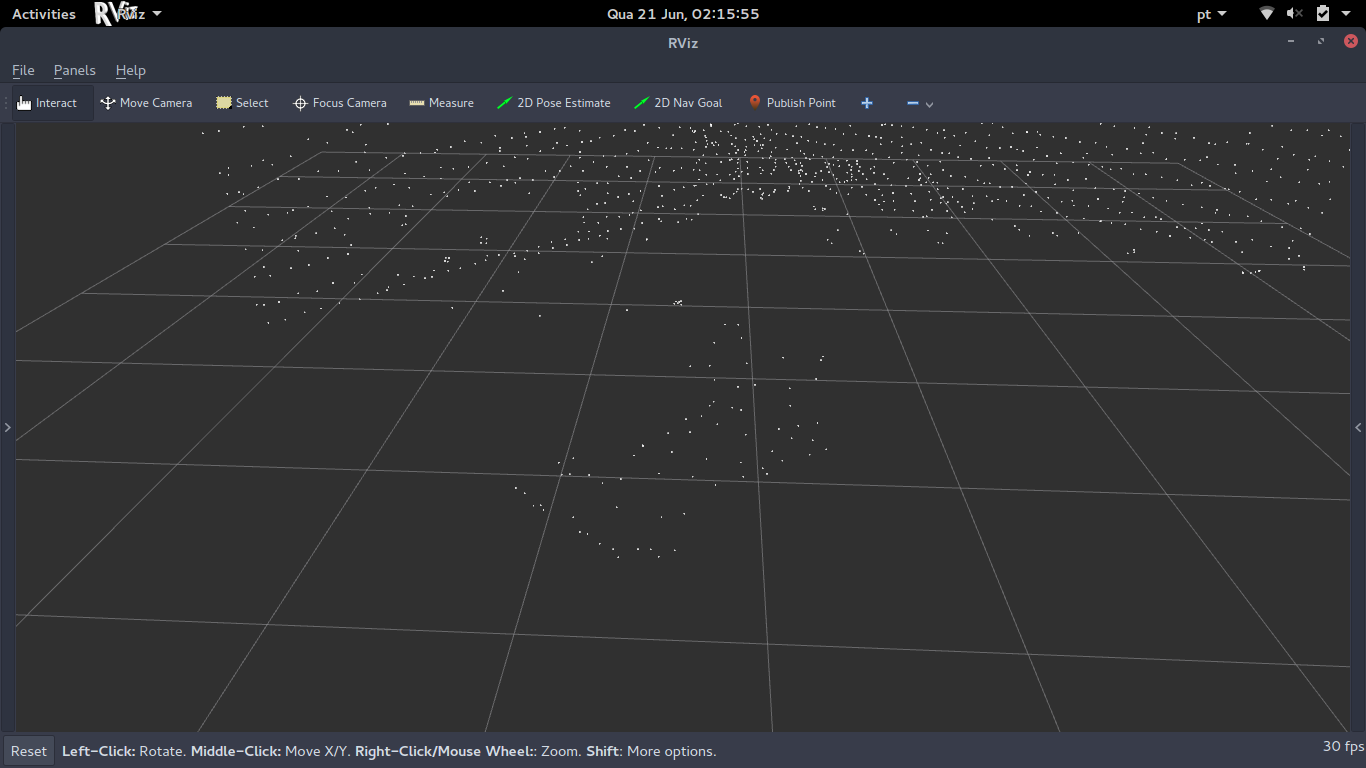 Activities RViz RViz Qua 21 Jun, 02:15:55 pt
RViz
File Panels Help
Interact Move Camera Select Focus Camera Measure 2D Pose Estimate 2D Nav Goal Publish Point
Reset Left-Click: Rotate. Middle-Click: Move X/Y. Right-Click/Mouse Wheel:: Zoom. Shift: More options. 30 fps